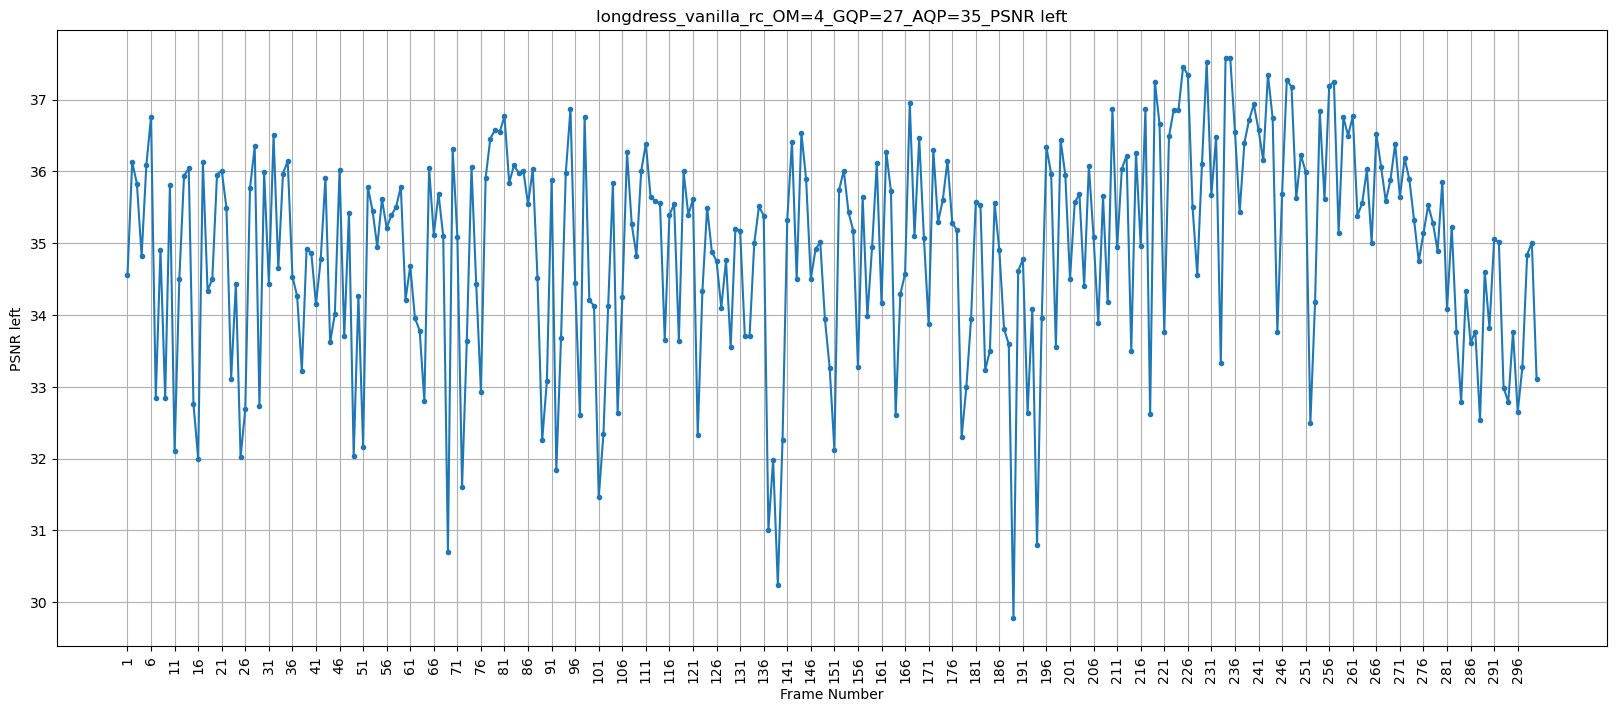 longdress_vanilla_rc_OM=4_GQP=27_AQP=35_PSNR left
PSNR left
37
36
35
34
33
32
31
30
1 6 11 16 21 26 31 36 41 46 51 56 61 66 71 76 81 86 91 96 101 106 111 116 121 126 131 136 141 146 151 156 161 166 171 176 181 186 191 196 201 206 211 216 221 226 231 236 241 246 251 256 261 266 271 276 281 286 291 296
Frame Number